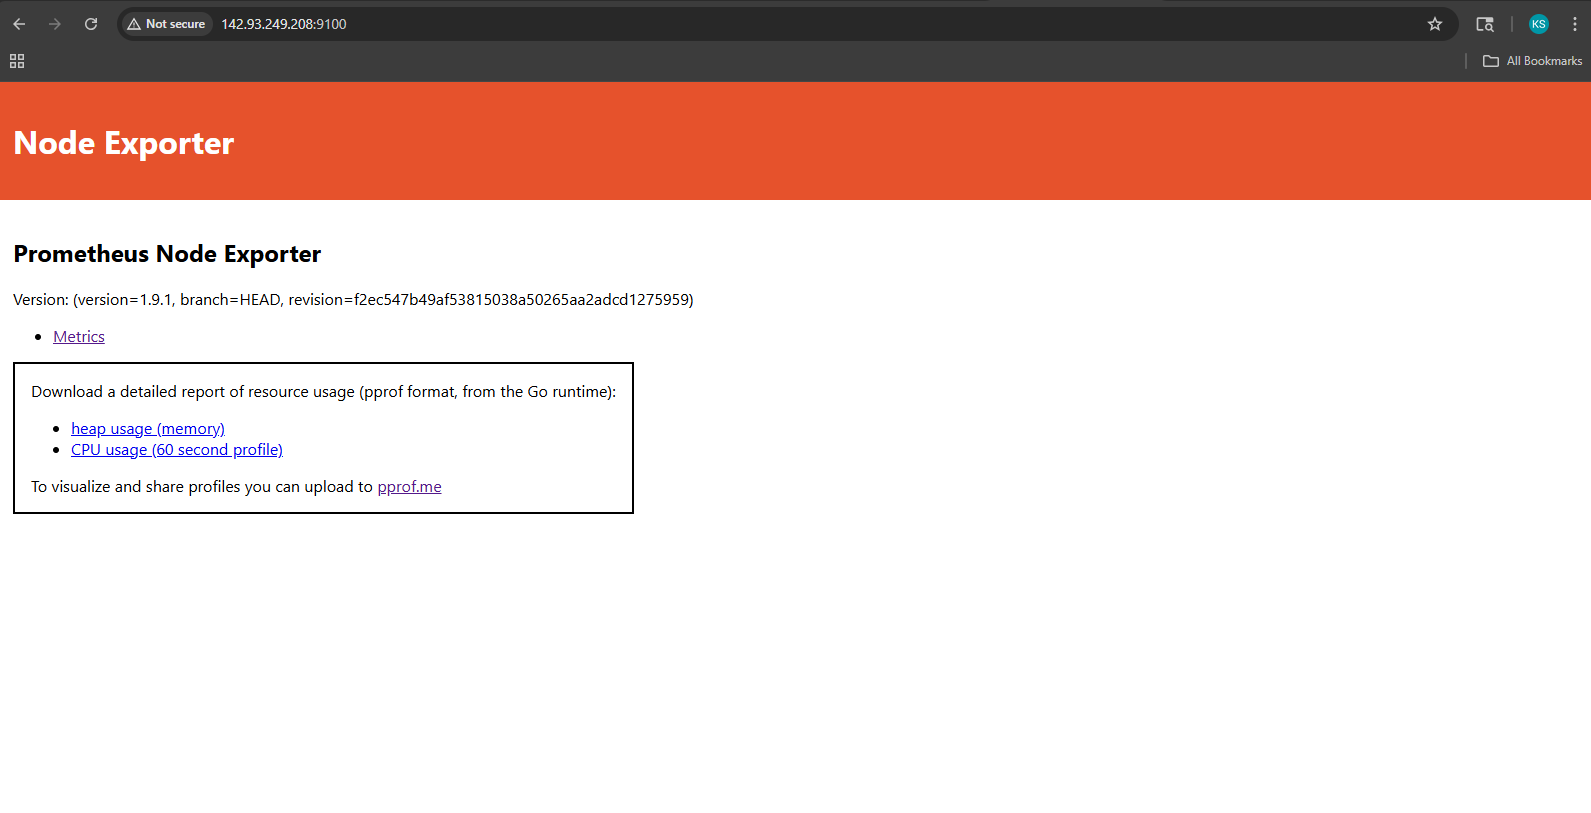 Not secure
142.93.249.208:9100
KS
All Bookmarks
Node Exporter
Prometheus Node Exporter
Version: (version=1.9.1, branch=HEAD, revision=f2ec547b49af53815038a50265aa2adcd1275959)
Metrics
Download a detailed report of resource usage (pprof format, from the Go runtime):
heap usage (memory)
CPU usage (60 second profile)
To visualize and share profiles you can upload to pprof.me